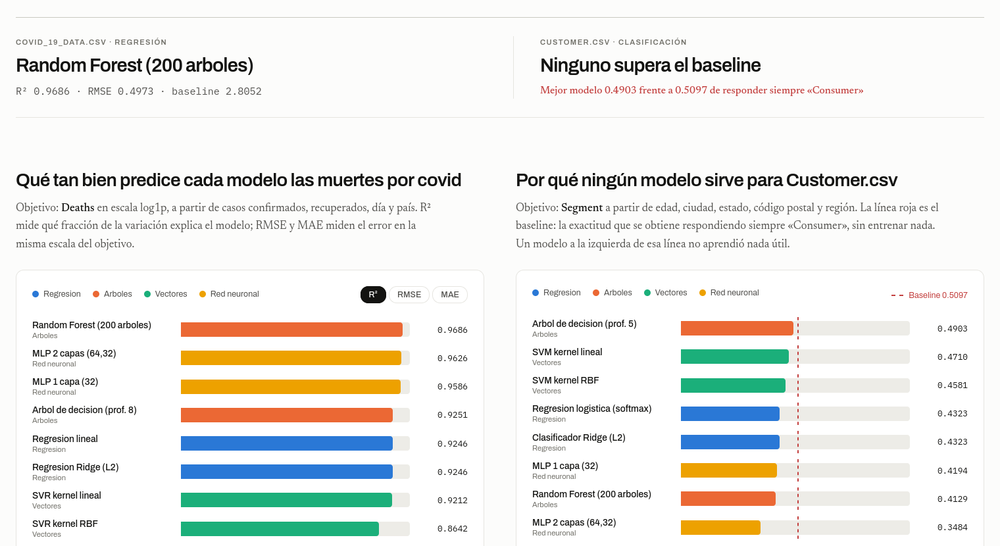 COVID_19_DATA.CSV · REGRESIÓN
Random Forest (200 arboles)
R² 0.9686 · RMSE 0.4973 · baseline 2.8052
CUSTOMER.CSV · CLASIFICACIÓN
Ninguno supera el baseline
Mejor modelo 0.4903 frente a 0.5097 de responder siempre «Consumer»
Qué tan bien predice cada modelo las muertes por covid
Objetivo: Deaths en escala log1p, a partir de casos confirmados, recuperados, día y país. R²
mide qué fracción de la variación explica el modelo; RMSE y MAE miden el error en la
misma escala del objetivo.
Regresion Arboles Vectores Red neuronal R² RMSE MAE
Random Forest (200 arboles) 0.9686
Arboles
MLP 2 capas (64,32) 0.9626
Red neuronal
MLP 1 capa (32) 0.9586
Red neuronal
Arbol de decision (prof. 8) 0.9251
Arboles
Regresion lineal 0.9246
Regresion
Regresion Ridge (L2) 0.9246
Regresion
SVR kernel lineal 0.9212
Vectores
SVR kernel RBF 0.8642
Vectores
Por qué ningún modelo sirve para Customer.csv
Objetivo: Segment a partir de edad, ciudad, estado, código postal y región. La línea roja es el
baseline: la exactitud que se obtiene respondiendo siempre «Consumer», sin entrenar nada.
Un modelo a la izquierda de esa línea no aprendió nada útil.
Regresion Arboles Vectores Red neuronal Baseline 0.5097
Arbol de decision (prof. 5) 0.4903
Arboles
SVM kernel lineal 0.4710
Vectores
SVM kernel RBF 0.4581
Vectores
Regresion logistica (softmax) 0.4323
Regresion
Clasificador Ridge (L2) 0.4323
Regresion
MLP 1 capa (32) 0.4194
Red neuronal
Random Forest (200 arboles) 0.4129
Arboles
MLP 2 capas (64,32) 0.3484
Red neuronal